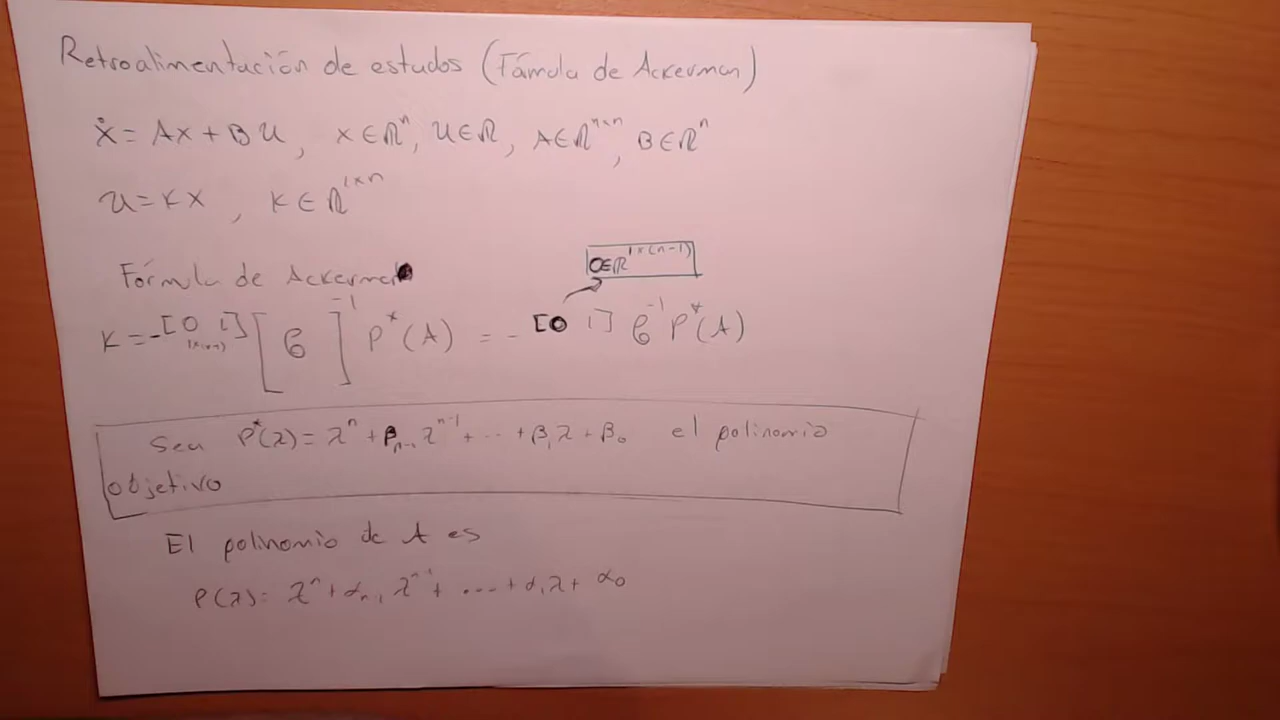 Retroalimentación de estados (Fórmula de Ackerman)
ẋ = Ax + Bu, x∈ℝⁿ, u∈ℝ, A∈ℝⁿˣⁿ, B∈ℝⁿ
u = Kx, K∈ℝ¹ˣⁿ
0∈ℝ¹ˣ⁽ⁿ⁻¹⁾
Fórmula de Ackerman
K = -[0 1] [𝒞]⁻¹ P*(A) = -[0 1] 𝒞⁻¹ P*(A)
Sea P*(λ) = λⁿ + βₙ₋₁ λⁿ⁻¹ + ··· + β₁λ + β₀ el polinomio
objetivo
El polinomio de A es
P(λ) = λⁿ + αₙ₋₁ λⁿ⁻¹ + ···· + α₁λ + α₀